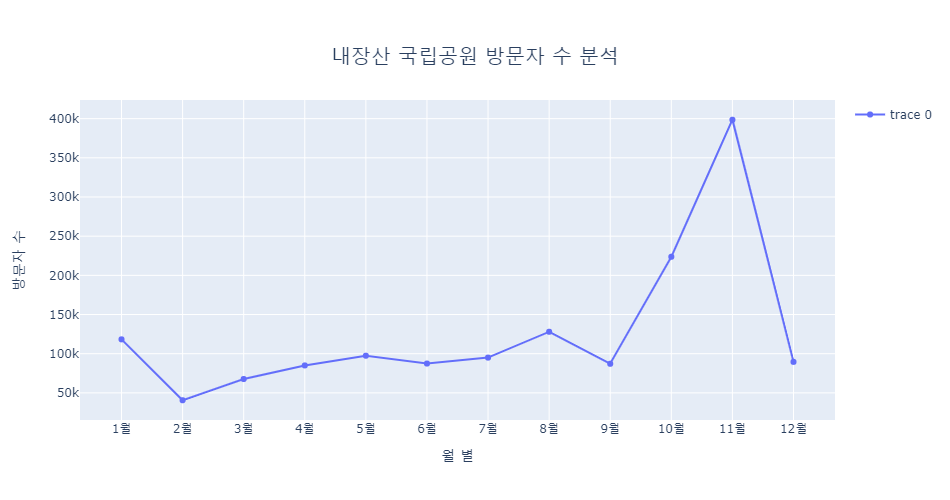 내장산 국립공원 방문자 수 분석
400k
350k
300k
250k
200k
150k
100k
50k
방문자 수
1월 2월 3월 4월 5월 6월 7월 8월 9월 10월 11월 12월
월 별
trace 0